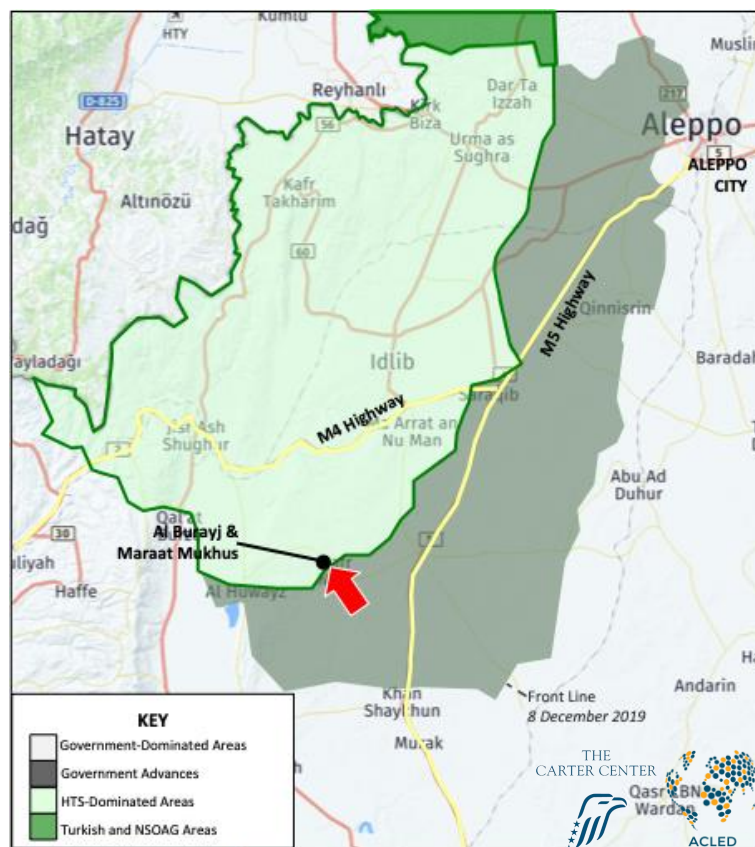 Kumlu
HTY
Muslim
D-825
Reyhanlı
Dar Ta
Izzah
217
Kirk
Biza
Hatay
56
Aleppo
Urma as
Sughra
5
ALEPPO
CITY
Kafr
Takharim
Altınözü
dağ
60
M5 Highway
Qinnisrin
Idlib
ayladağı
Baradah
Saraqib
M4 Highway
Arrat an
Nu Man
Jisr Ash
Shughur
Abu Ad
Duhur
Qal'at
30
Al Burayj &
Maraat Mukhus
Haffe
Al Huwayz
Front Line
8 December 2019
Andarin
Khan
Shaykhun
Murak
KEY
Government-Dominated Areas
Government Advances
HTS-Dominated Areas
Turkish and NSOAG Areas
THE
CARTER CENTER
Qasr IBN
Wardan
ACLED